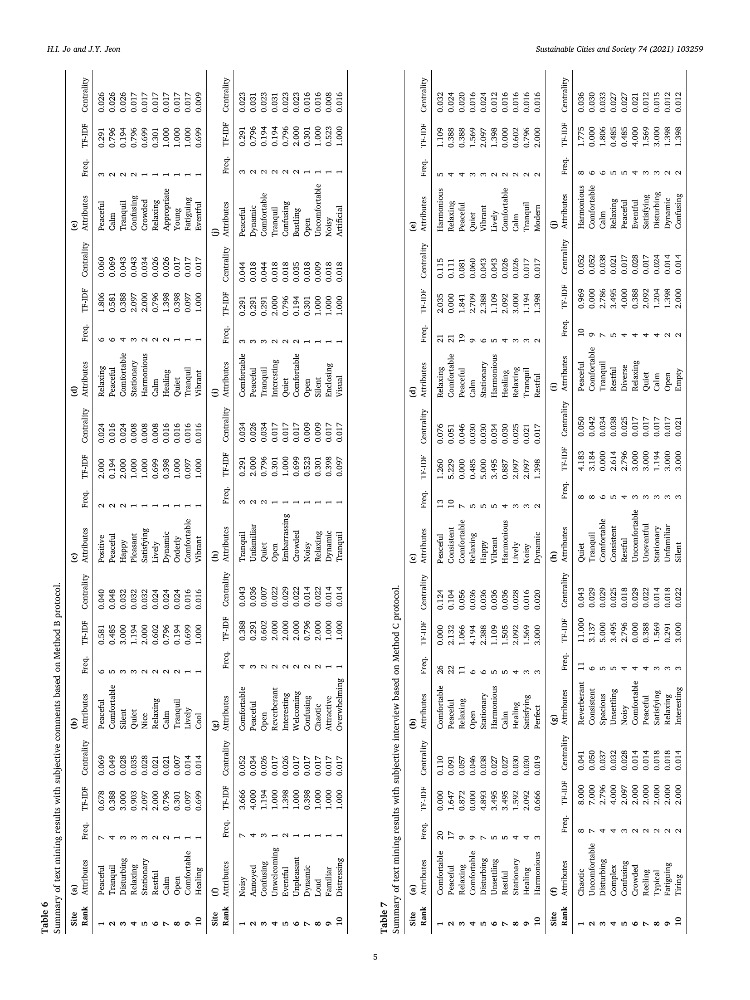 H.I. Jo and J.Y. Jeon
Sustainable Cities and Society 74 (2021) 103259
Table 6
Summary of text mining results with subjective comments based on Method B protocol.
Site (a) (b) (c) (d) (e)
Rank Attributes Freq. TF-IDF Centrality Attributes Freq. TF-IDF Centrality Attributes Freq. TF-IDF Centrality Attributes Freq. TF-IDF Centrality Attributes Freq. TF-IDF Centrality
1 Peaceful 7 0.678 0.069 Peaceful 6 0.581 0.040 Positive 2 2.000 0.024 Relaxing 6 1.806 0.060 Peaceful 3 0.291 0.026
2 Tranquil 4 0.388 0.049 Comfortable 5 0.485 0.048 Peaceful 2 0.194 0.016 Peaceful 6 0.581 0.069 Calm 2 0.796 0.026
3 Disturbing 3 3.000 0.028 Silent 3 3.000 0.032 Happy 2 2.000 0.024 Comfortable 4 0.388 0.043 Tranquil 2 0.194 0.026
4 Relaxing 3 0.903 0.035 Quiet 3 1.194 0.032 Pleasant 1 1.000 0.008 Stationary 3 2.097 0.043 Confusing 2 0.796 0.017
5 Stationary 3 2.097 0.028 Nice 2 2.000 0.032 Satisfying 1 1.000 0.008 Harmonious 2 2.000 0.034 Crowded 1 0.699 0.017
6 Restful 2 2.000 0.021 Relaxing 2 0.602 0.024 Lively 1 0.699 0.008 Calm 2 0.796 0.026 Relaxing 1 0.301 0.017
7 Calm 2 0.796 0.021 Calm 2 0.796 0.024 Dynamic 1 0.398 0.016 Healing 2 1.398 0.026 Appropriate 1 1.000 0.017
8 Open 1 0.301 0.007 Tranquil 2 0.194 0.024 Orderly 1 1.000 0.016 Quiet 1 0.398 0.017 Young 1 1.000 0.017
9 Comfortable 1 0.097 0.014 Lively 1 0.699 0.016 Comfortable 1 0.097 0.016 Tranquil 1 0.097 0.017 Fatiguing 1 1.000 0.017
10 Healing 1 0.699 0.014 Cool 1 1.000 0.016 Vibrant 1 1.000 0.016 Vibrant 1 1.000 0.017 Eventful 1 0.699 0.009
Site (f) (g) (h) (i) (j)
Rank Attributes Freq. TF-IDF Centrality Attributes Freq. TF-IDF Centrality Attributes Freq. TF-IDF Centrality Attributes Freq. TF-IDF Centrality Attributes Freq. TF-IDF Centrality
1 Noisy 7 3.666 0.052 Comfortable 4 0.388 0.043 Tranquil 3 0.291 0.034 Comfortable 3 0.291 0.044 Peaceful 3 0.291 0.023
2 Annoyed 4 4.000 0.034 Peaceful 3 0.291 0.036 Unfamiliar 2 2.000 0.026 Peaceful 3 0.291 0.018 Dynamic 2 0.796 0.031
3 Confusing 3 1.194 0.026 Open 2 0.602 0.007 Quiet 2 0.796 0.034 Tranquil 3 0.291 0.044 Comfortable 2 0.194 0.023
4 Unwelcoming 1 1.000 0.017 Reverberant 2 2.000 0.022 Open 1 0.301 0.017 Interesting 2 2.000 0.018 Tranquil 2 0.194 0.031
5 Eventful 2 1.398 0.026 Interesting 2 2.000 0.029 Embarrassing 1 1.000 0.017 Quiet 2 0.796 0.018 Confusing 2 0.796 0.023
6 Unpleasant 1 1.000 0.017 Welcoming 2 2.000 0.022 Crowded 1 0.699 0.017 Comfortable 2 0.194 0.035 Bustling 2 2.000 0.023
7 Dynamic 1 0.398 0.017 Confusing 2 0.796 0.014 Noisy 1 0.523 0.009 Open 1 0.301 0.018 Open 1 0.301 0.016
8 Loud 1 1.000 0.017 Chaotic 2 2.000 0.022 Relaxing 1 0.301 0.009 Silent 1 1.000 0.009 Uncomfortable 1 1.000 0.016
9 Familiar 1 1.000 0.017 Attractive 1 1.000 0.014 Dynamic 1 0.398 0.017 Enclosing 1 1.000 0.018 Noisy 1 0.523 0.008
10 Distressing 1 1.000 0.017 Overwhelming 1 1.000 0.014 Tranquil 1 0.097 0.017 Visual 1 1.000 0.018 Artificial 1 1.000 0.016
Table 7
Summary of text mining results with subjective interview based on Method C protocol.
Site (a) (b) (c) (d) (e)
Rank Attributes Freq. TF-IDF Centrality Attributes Freq. TF-IDF Centrality Attributes Freq. TF-IDF Centrality Attributes Freq. TF-IDF Centrality Attributes Freq. TF-IDF Centrality
1 Comfortable 20 0.000 0.110 Comfortable 26 0.000 0.124 Peaceful 13 1.260 0.076 Relaxing 21 2.035 0.115 Harmonious 5 1.109 0.032
2 Peaceful 17 1.647 0.091 Peaceful 22 2.132 0.104 Consistent 10 5.229 0.051 Comfortable 21 0.000 0.111 Relaxing 4 0.388 0.024
3 Relaxing 9 0.872 0.057 Relaxing 11 1.066 0.056 Comfortable 7 0.000 0.046 Peaceful 19 1.841 0.081 Peaceful 4 0.388 0.020
4 Comfortable 9 0.000 0.046 Open 6 4.194 0.036 Relaxing 5 0.485 0.030 Calm 9 2.709 0.060 Quiet 3 1.569 0.016
5 Disturbing 7 4.893 0.038 Stationary 6 2.388 0.036 Happy 5 5.000 0.030 Stationary 6 2.388 0.043 Vibrant 3 2.097 0.024
6 Unsettling 5 3.495 0.027 Harmonious 5 1.109 0.036 Vibrant 5 3.495 0.034 Harmonious 5 1.109 0.043 Lively 2 1.398 0.012
7 Restful 5 3.495 0.027 Calm 5 1.505 0.036 Harmonious 4 0.887 0.030 Healing 4 2.092 0.026 Comfortable 2 0.000 0.016
8 Stationary 4 1.592 0.030 Healing 4 2.092 0.028 Lively 3 2.097 0.025 Relaxing 3 3.000 0.026 Calm 2 0.602 0.016
9 Healing 4 2.092 0.030 Satisfying 3 1.569 0.016 Noisy 3 2.097 0.021 Tranquil 3 1.194 0.017 Tranquil 2 0.796 0.016
10 Harmonious 3 0.666 0.019 Perfect 3 3.000 0.020 Dynamic 2 1.398 0.017 Restful 2 1.398 0.017 Modern 2 2.000 0.016
Site (f) (g) (h) (i) (j)
Rank Attributes Freq. TF-IDF Centrality Attributes Freq. TF-IDF Centrality Attributes Freq. TF-IDF Centrality Attributes Freq. TF-IDF Centrality Attributes Freq. TF-IDF Centrality
1 Chaotic 8 8.000 0.041 Reverberant 11 11.000 0.043 Quiet 8 4.183 0.050 Peaceful 10 0.969 0.052 Harmonious 8 1.775 0.036
2 Uncomfortable 7 7.000 0.050 Consistent 6 3.137 0.029 Tranquil 8 3.184 0.042 Comfortable 9 0.000 0.052 Comfortable 6 0.000 0.030
3 Disturbing 4 2.796 0.037 Spacious 5 5.000 0.029 Comfortable 6 0.000 0.034 Tranquil 7 2.786 0.038 Calm 6 1.806 0.033
4 Complex 4 4.000 0.032 Unsettling 5 3.495 0.025 Consistent 5 2.614 0.038 Restful 5 3.495 0.021 Relaxing 5 0.485 0.027
5 Confusing 3 2.097 0.028 Noisy 4 2.796 0.018 Restful 4 2.796 0.025 Diverse 4 4.000 0.017 Peaceful 5 0.485 0.027
6 Crowded 2 2.000 0.014 Comfortable 4 0.000 0.029 Uncomfortable 3 3.000 0.017 Relaxing 4 0.388 0.028 Eventful 4 4.000 0.021
7 Reeling 2 2.000 0.014 Peaceful 4 0.388 0.022 Uneventful 3 3.000 0.017 Quiet 4 2.092 0.017 Satisfying 3 1.569 0.012
8 Typical 2 2.000 0.018 Satisfying 3 1.569 0.014 Stationary 3 1.194 0.017 Calm 4 1.204 0.024 Disturbing 3 3.000 0.015
9 Fatiguing 2 2.000 0.018 Relaxing 3 0.291 0.018 Unfamiliar 3 3.000 0.017 Open 2 1.398 0.014 Dynamic 2 1.398 0.012
10 Tiring 2 2.000 0.014 Interesting 3 3.000 0.022 Silent 3 3.000 0.021 Empty 2 2.000 0.014 Confusing 2 1.398 0.012
5